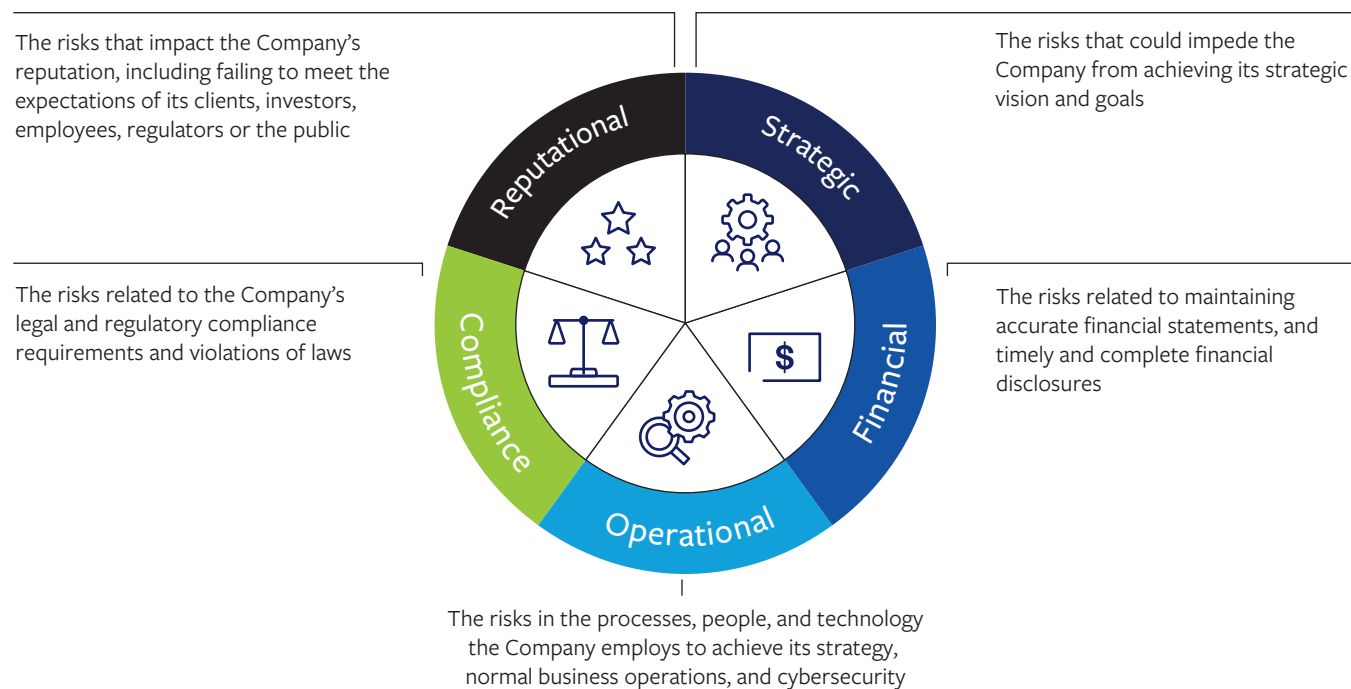 The risks that impact the Company’s
reputation, including failing to meet the
expectations of its clients, investors,
employees, regulators or the public
The risks that could impede the
Company from achieving its strategic
vision and goals
Reputational
Strategic
The risks related to the Company’s
legal and regulatory compliance
requirements and violations of laws
Compliance
$
Financial
The risks related to maintaining
accurate financial statements, and
timely and complete financial
disclosures
Operational
The risks in the processes, people, and technology
the Company employs to achieve its strategy,
normal business operations, and cybersecurity